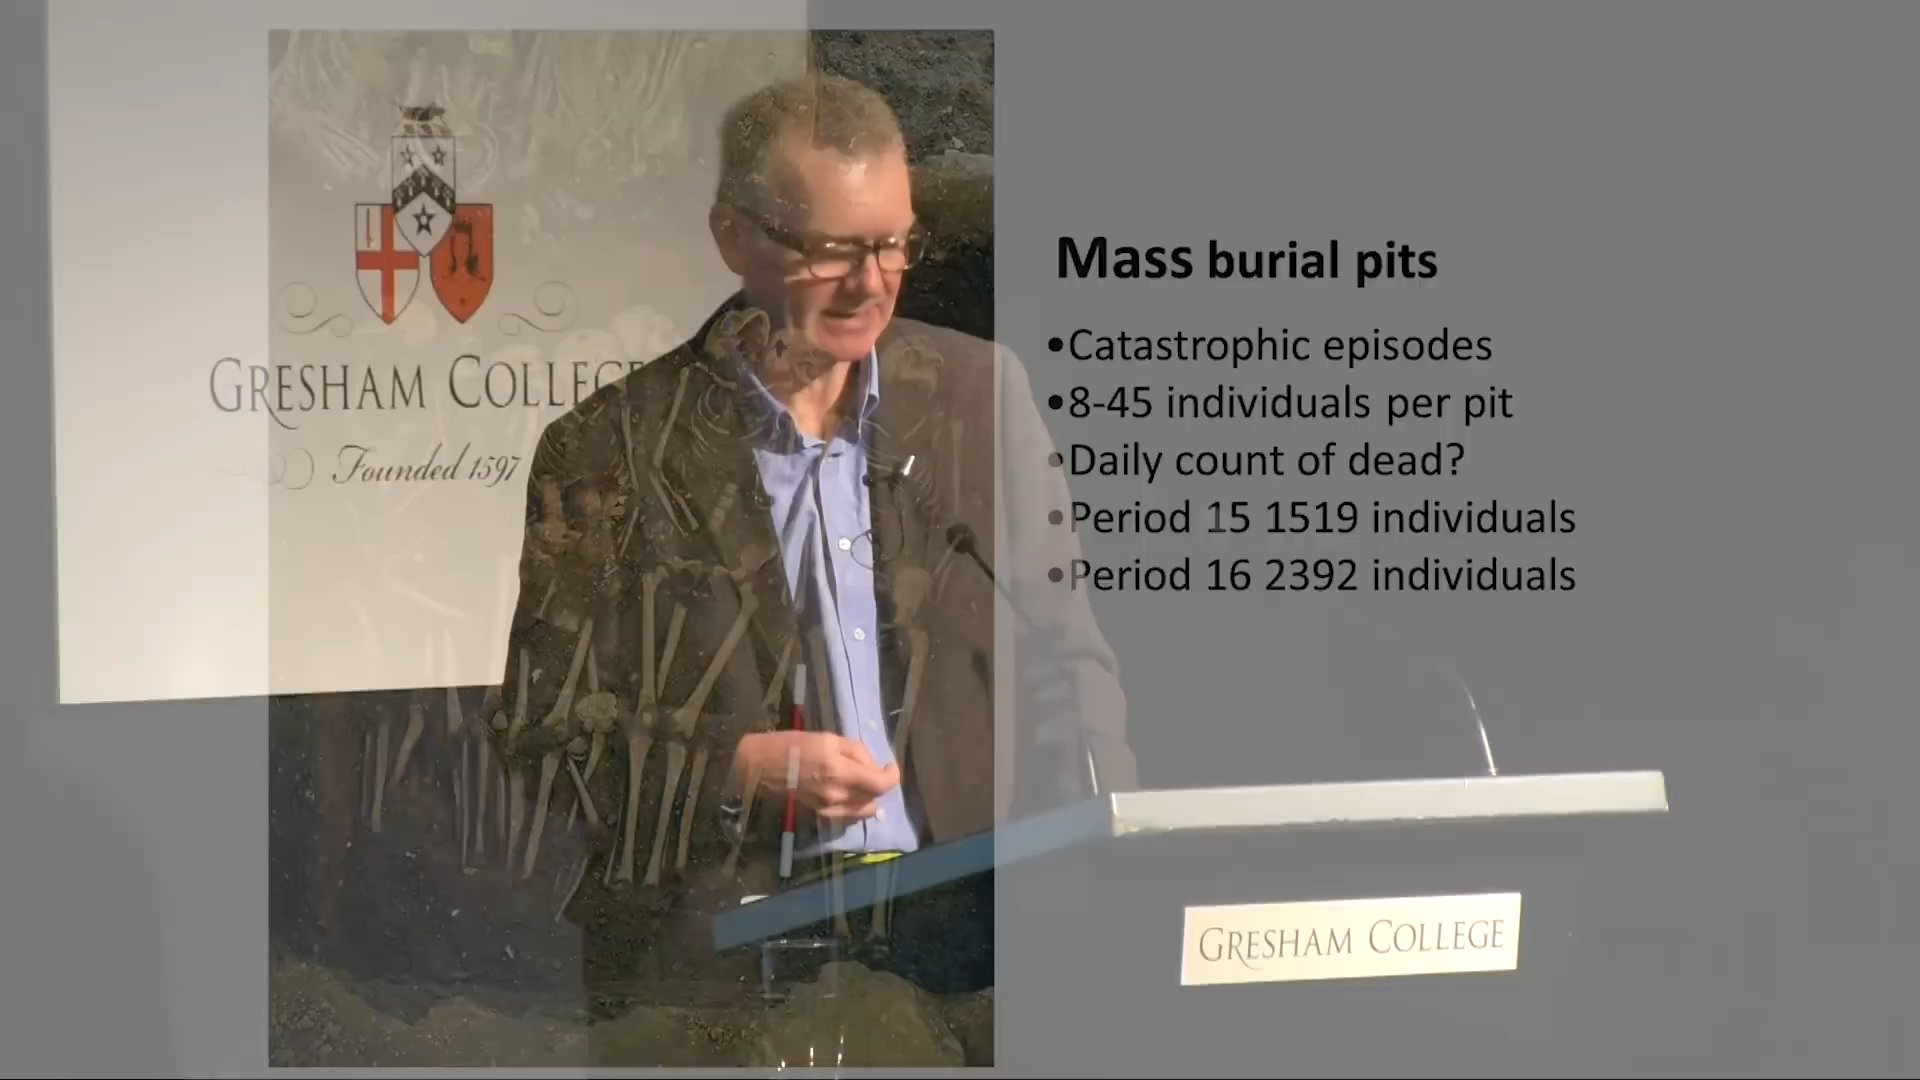 GRESHAM COLLEGE
Founded 1597
Mass burial pits
•Catastrophic episodes
•8-45 individuals per pit
•Daily count of dead?
•Period 15 1519 individuals
•Period 16 2392 individuals
GRESHAM COLLEGE